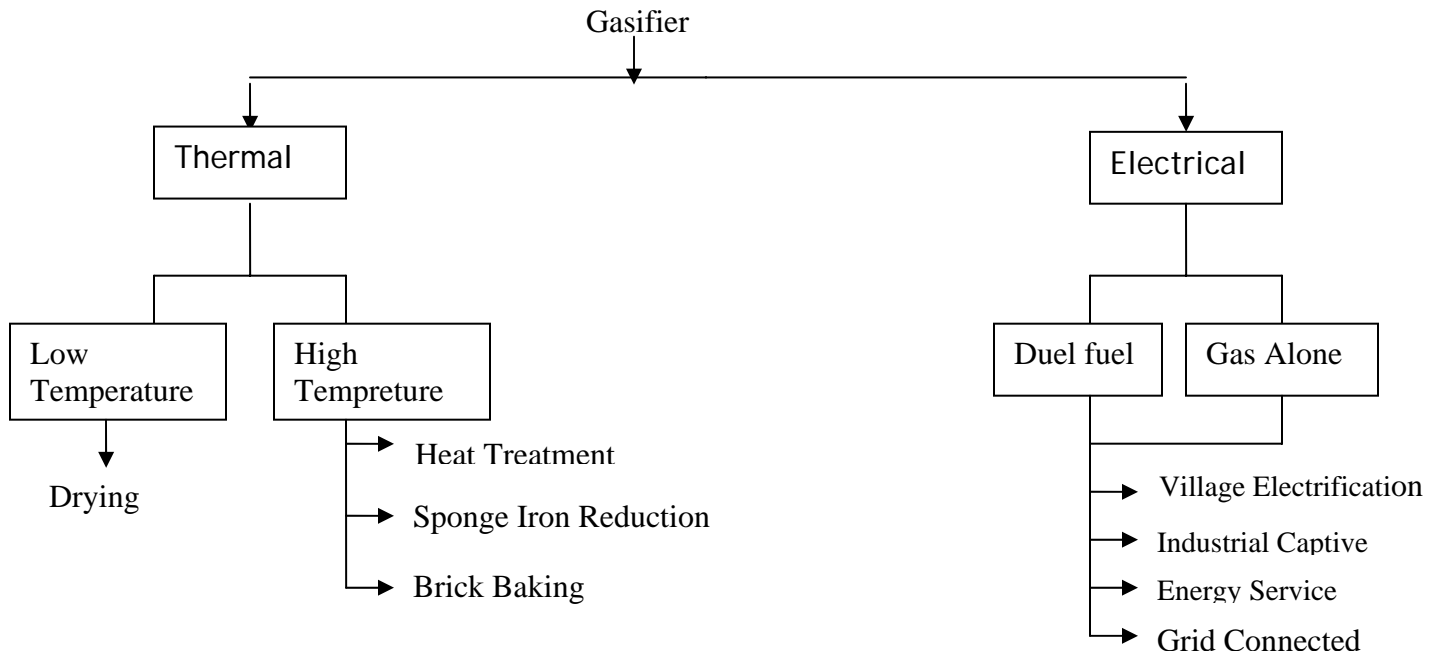 Gasifier
Thermal
Electrical
Low
Temperature
High
Tempreture
Duel fuel
Gas Alone
Drying
Heat Treatment
Sponge Iron Reduction
Brick Baking
Village Electrification
Industrial Captive
Energy Service
Grid Connected